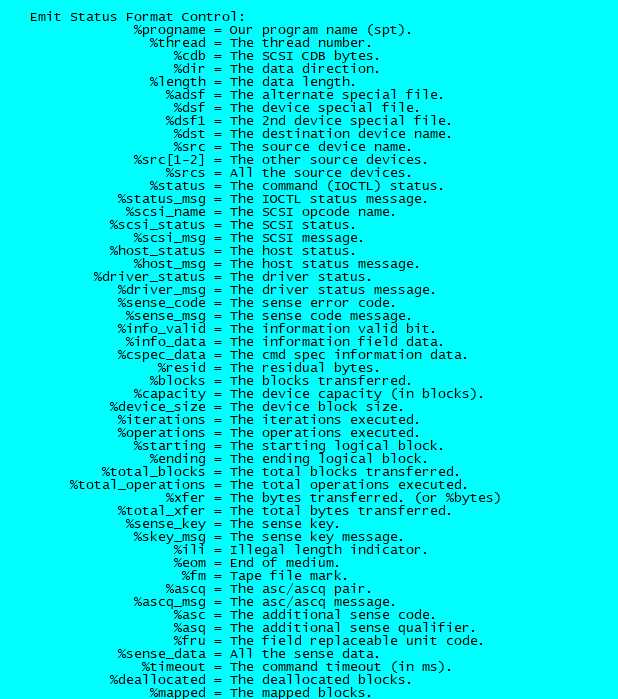 Emit Status Format Control:
%progname = Our program name (spt).
%thread = The thread number.
%cdb = The SCSI CDB bytes.
%dir = The data direction.
%length = The data length.
%adsf = The alternate special file.
%dsf = The device special file.
%dsf1 = The 2nd device special file.
%dst = The destination device name.
%src = The source device name.
%src[1-2] = The other source devices.
%srcs = All the source devices.
%status = The command (IOCTL) status.
%status_msg = The IOCTL status message.
%scsi_name = The SCSI opcode name.
%scsi_status = The SCSI status.
%scsi_msg = The SCSI message.
%host_status = The host status.
%host_msg = The host status message.
%driver_status = The driver status.
%driver_msg = The driver status message.
%sense_code = The sense error code.
%sense_msg = The sense code message.
%info_valid = The information valid bit.
%info_data = The information field data.
%cspec_data = The cmd spec information data.
%resid = The residual bytes.
%blocks = The blocks transferred.
%capacity = The device capacity (in blocks).
%device_size = The device block size.
%iterations = The iterations executed.
%operations = The operations executed.
%starting = The starting logical block.
%ending = The ending logical block.
%total_blocks = The total blocks transferred.
%total_operations = The total operations executed.
%xfer = The bytes transferred. (or %bytes)
%total_xfer = The total bytes transferred.
%sense_key = The sense key.
%skey_msg = The sense key message.
%ili = Illegal length indicator.
%eom = End of medium.
%fm = Tape file mark.
%ascq = The asc/ascq pair.
%ascq_msg = The asc/ascq message.
%asc = The additional sense code.
%asq = The additional sense qualifier.
%fru = The field replaceable unit code.
%sense_data = All the sense data.
%timeout = The command timeout (in ms).
%deallocated = The deallocated blocks.
%mapped = The mapped blocks.